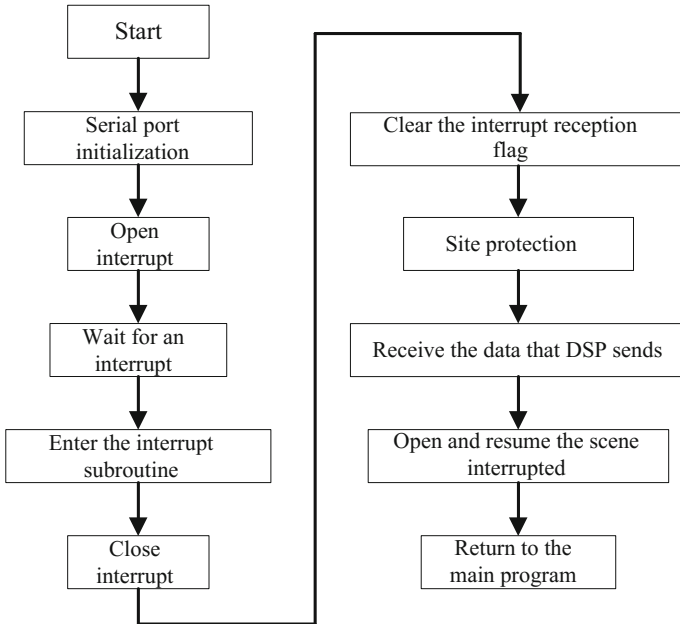 Start
Serial port
initialization
Open
interrupt
Wait for an
interrupt
Enter the interrupt
subroutine
Close
interrupt
Clear the interrupt reception
flag
Site protection
Receive the data that DSP sends
Open and resume the scene
interrupted
Return to the
main program